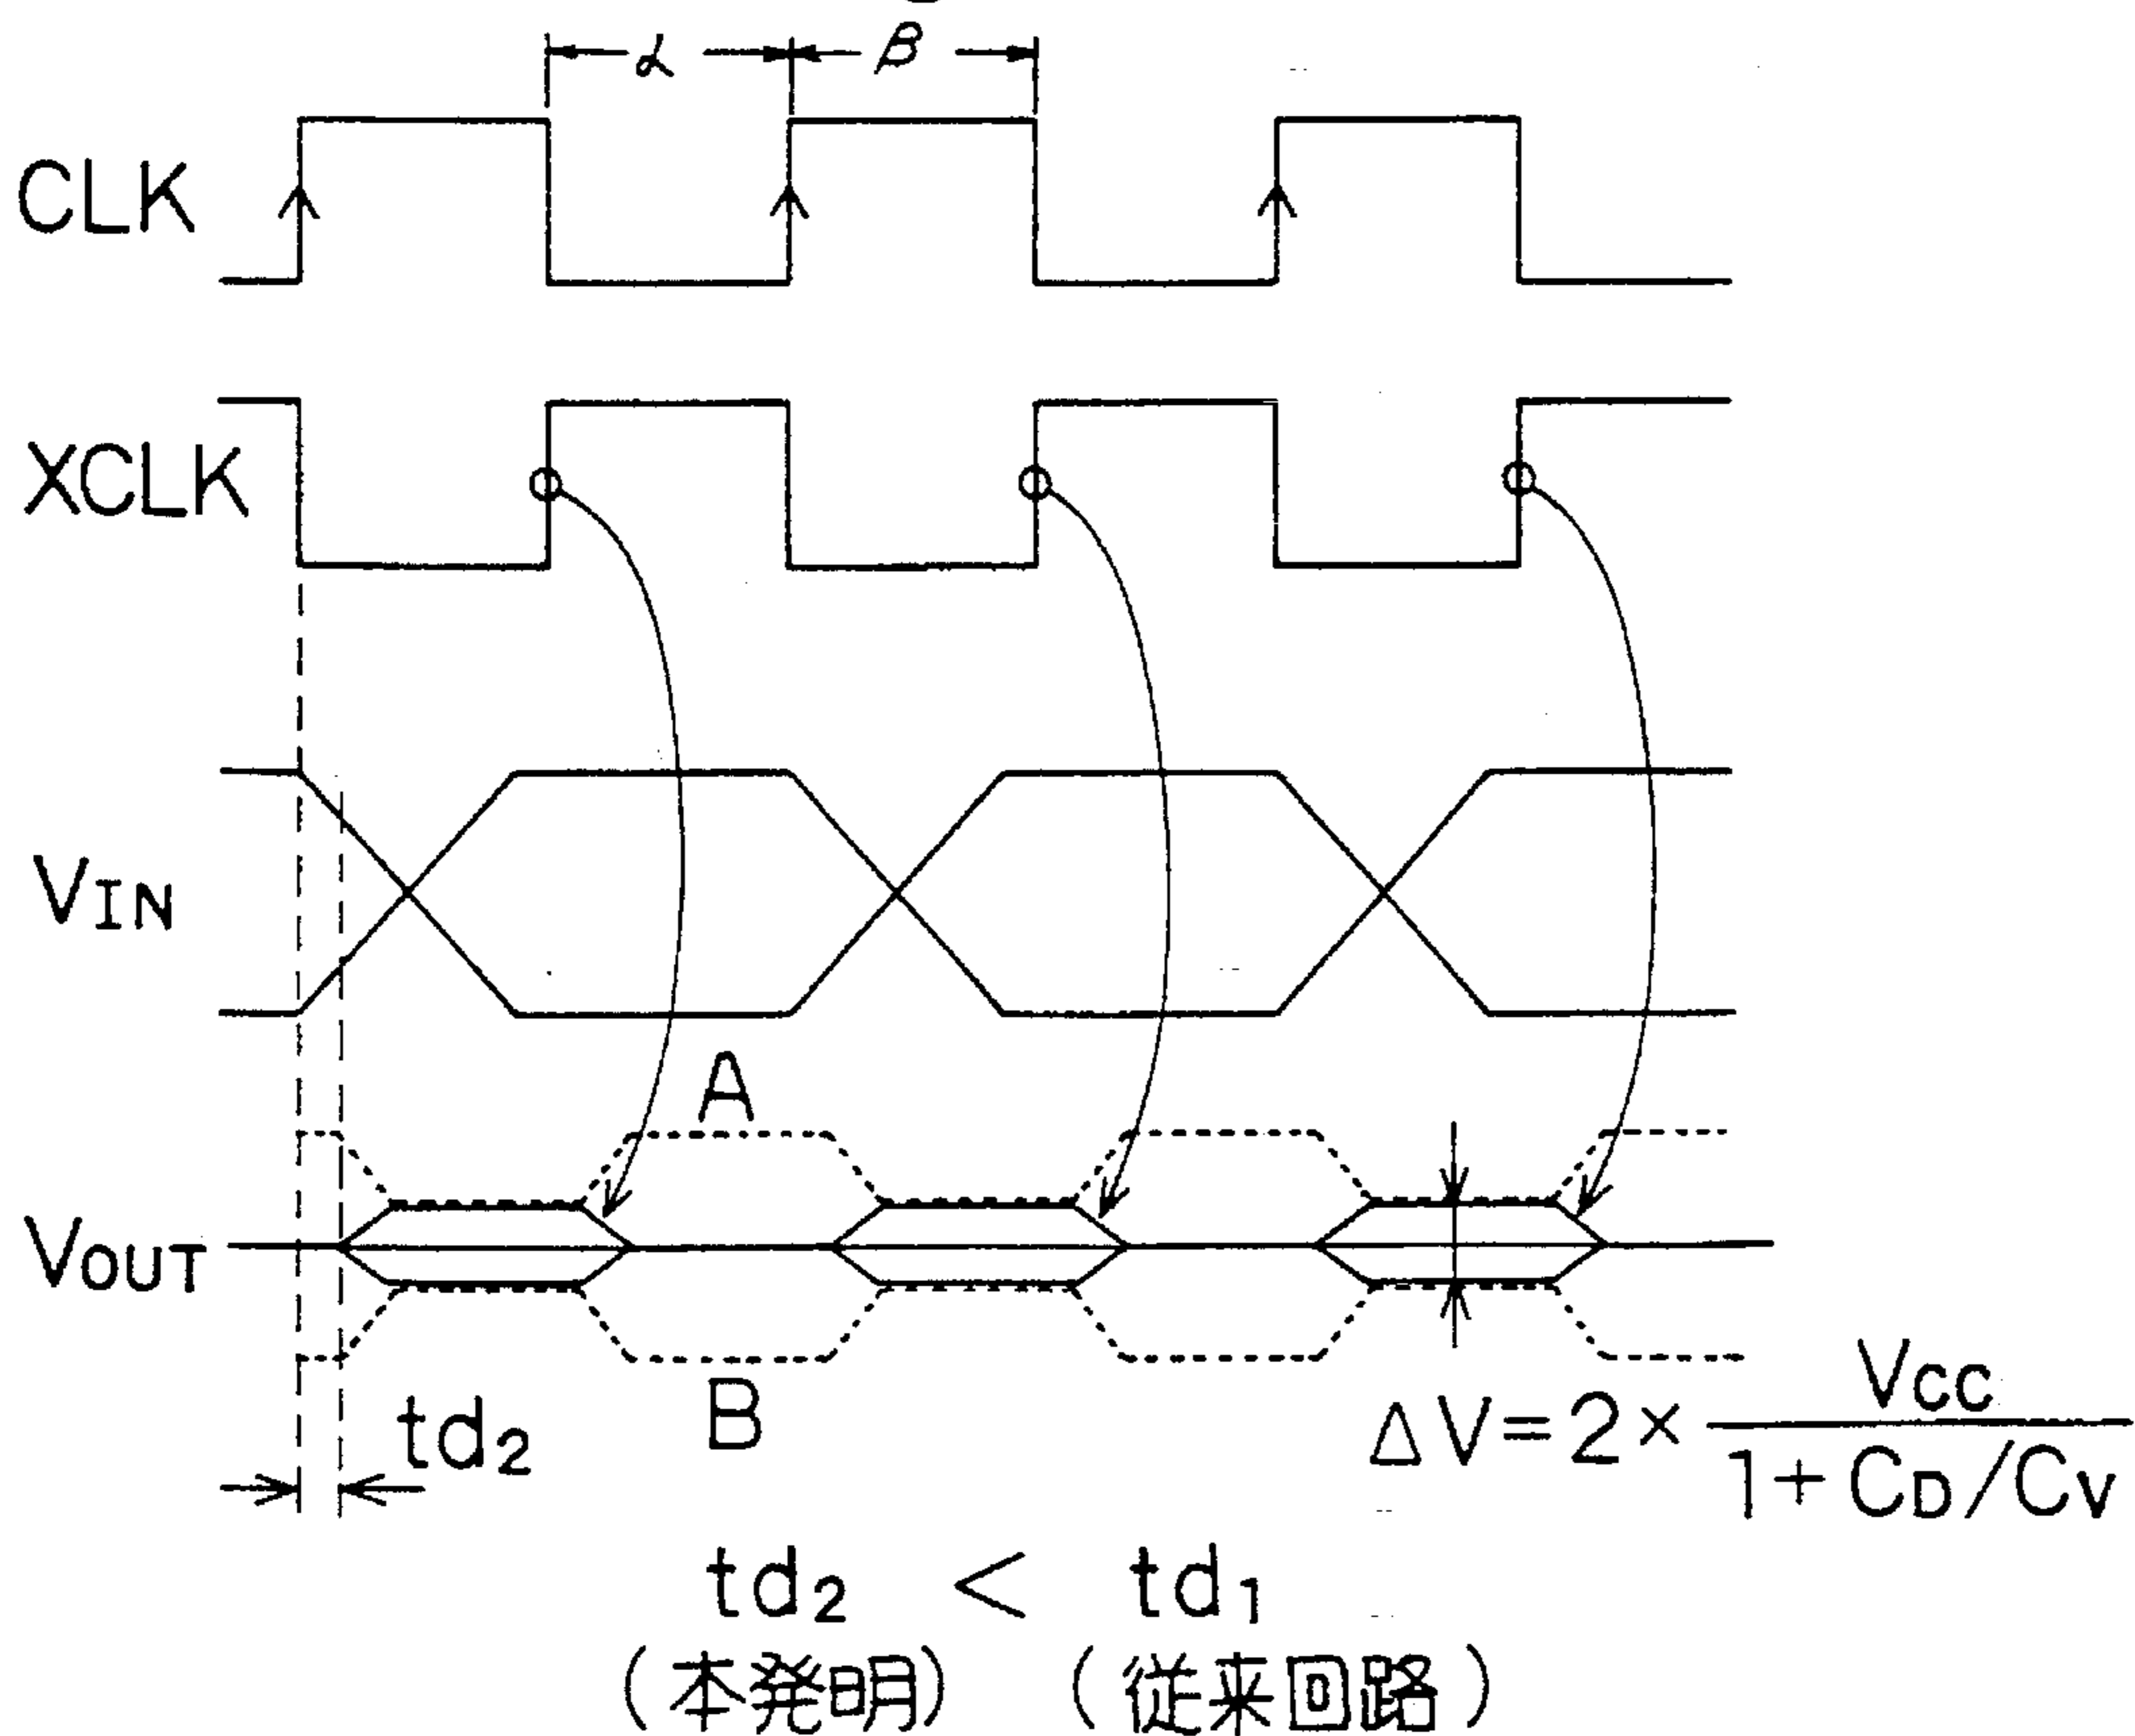 α β
CLK
XCLK
VIN
A
VOUT
B
td2
ΔV=2× VCC / 1+CD/CV
td2 < td1
(本発明) (従来回路)